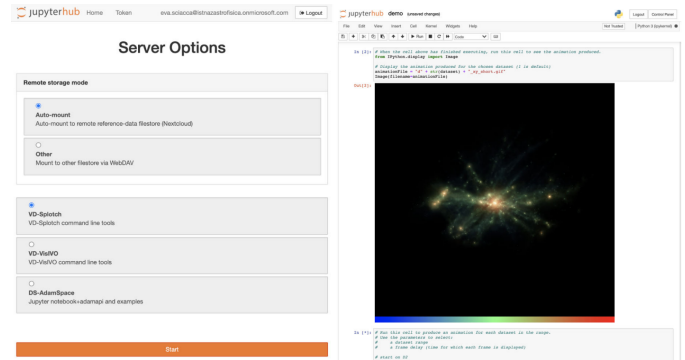 jupyterhub Home Token eva.sciacca@istnazastrofisica.onmicrosoft.com Logout
Server Options
Remote storage mode
Auto-mount
Auto-mount to remote reference-data filestore (Nextcloud)
Other
Mount to other filestore via WebDAV
VD-Splotch
VD-Splotch command line tools
VD-VisIVO
VD-VisIVO command line tools
DS-AdamSpace
Jupyter notebook+adamapi and examples
Start
jupyterhub demo (unsaved changes) Logout Control Panel
File Edit View Insert Cell Kernel Widgets Help Not Trusted Python 3 (ipykernel)
Run Code
In [3]: # When the cell above has finished executing, run this cell to see the animation produced.
from IPython.display import Image
# Display the animation produced for the chosen dataset (1 is default)
animationFile = "d" + str(dataset) + "_xy_short.gif"
Image(filename=animationFile)
Out[3]:
In [*]: # Run this cell to produce an animation for each dataset in the range.
# Use the parameters to select:
# a dataset range
# a frame delay (time for which each frame is displayed)
# start on 02